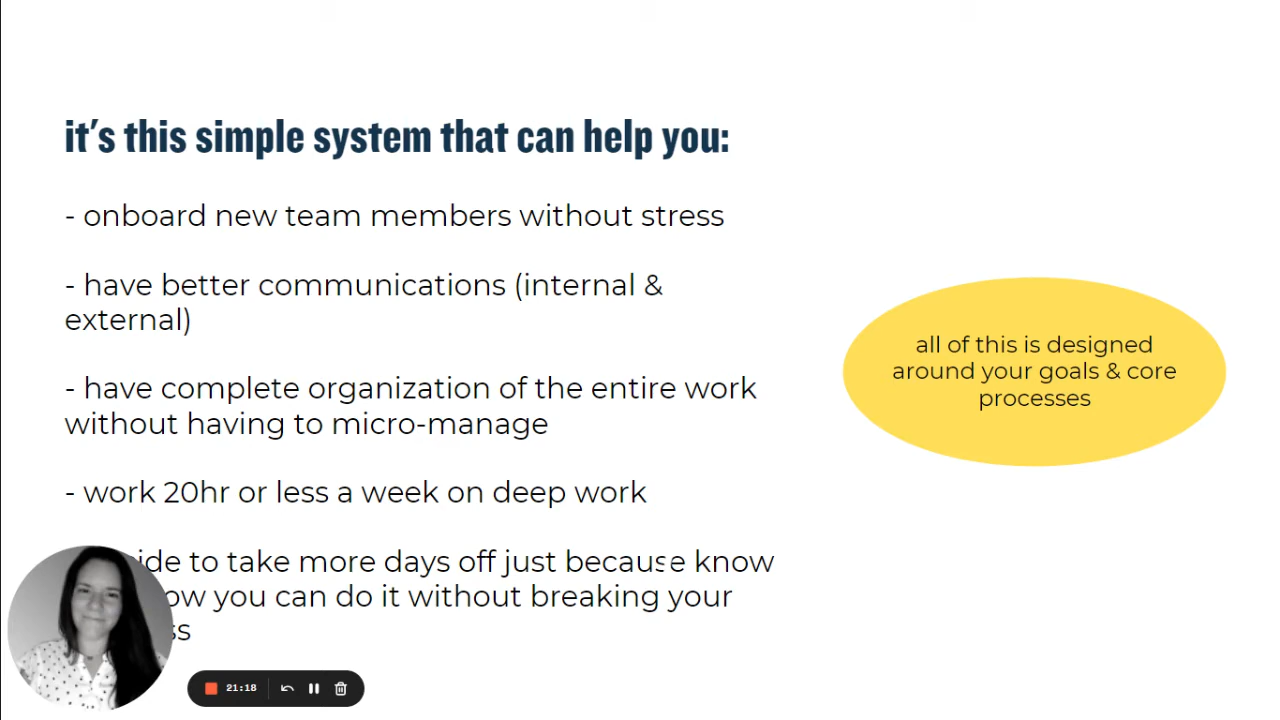 it's this simple system that can help you:
- onboard new team members without stress
- have better communications (internal &
external)
- have complete organization of the entire work
without having to micro-manage
- work 20hr or less a week on deep work
to take more days off just because know
you can do it without breaking your
all of this is designed
around your goals & core
processes
21:18